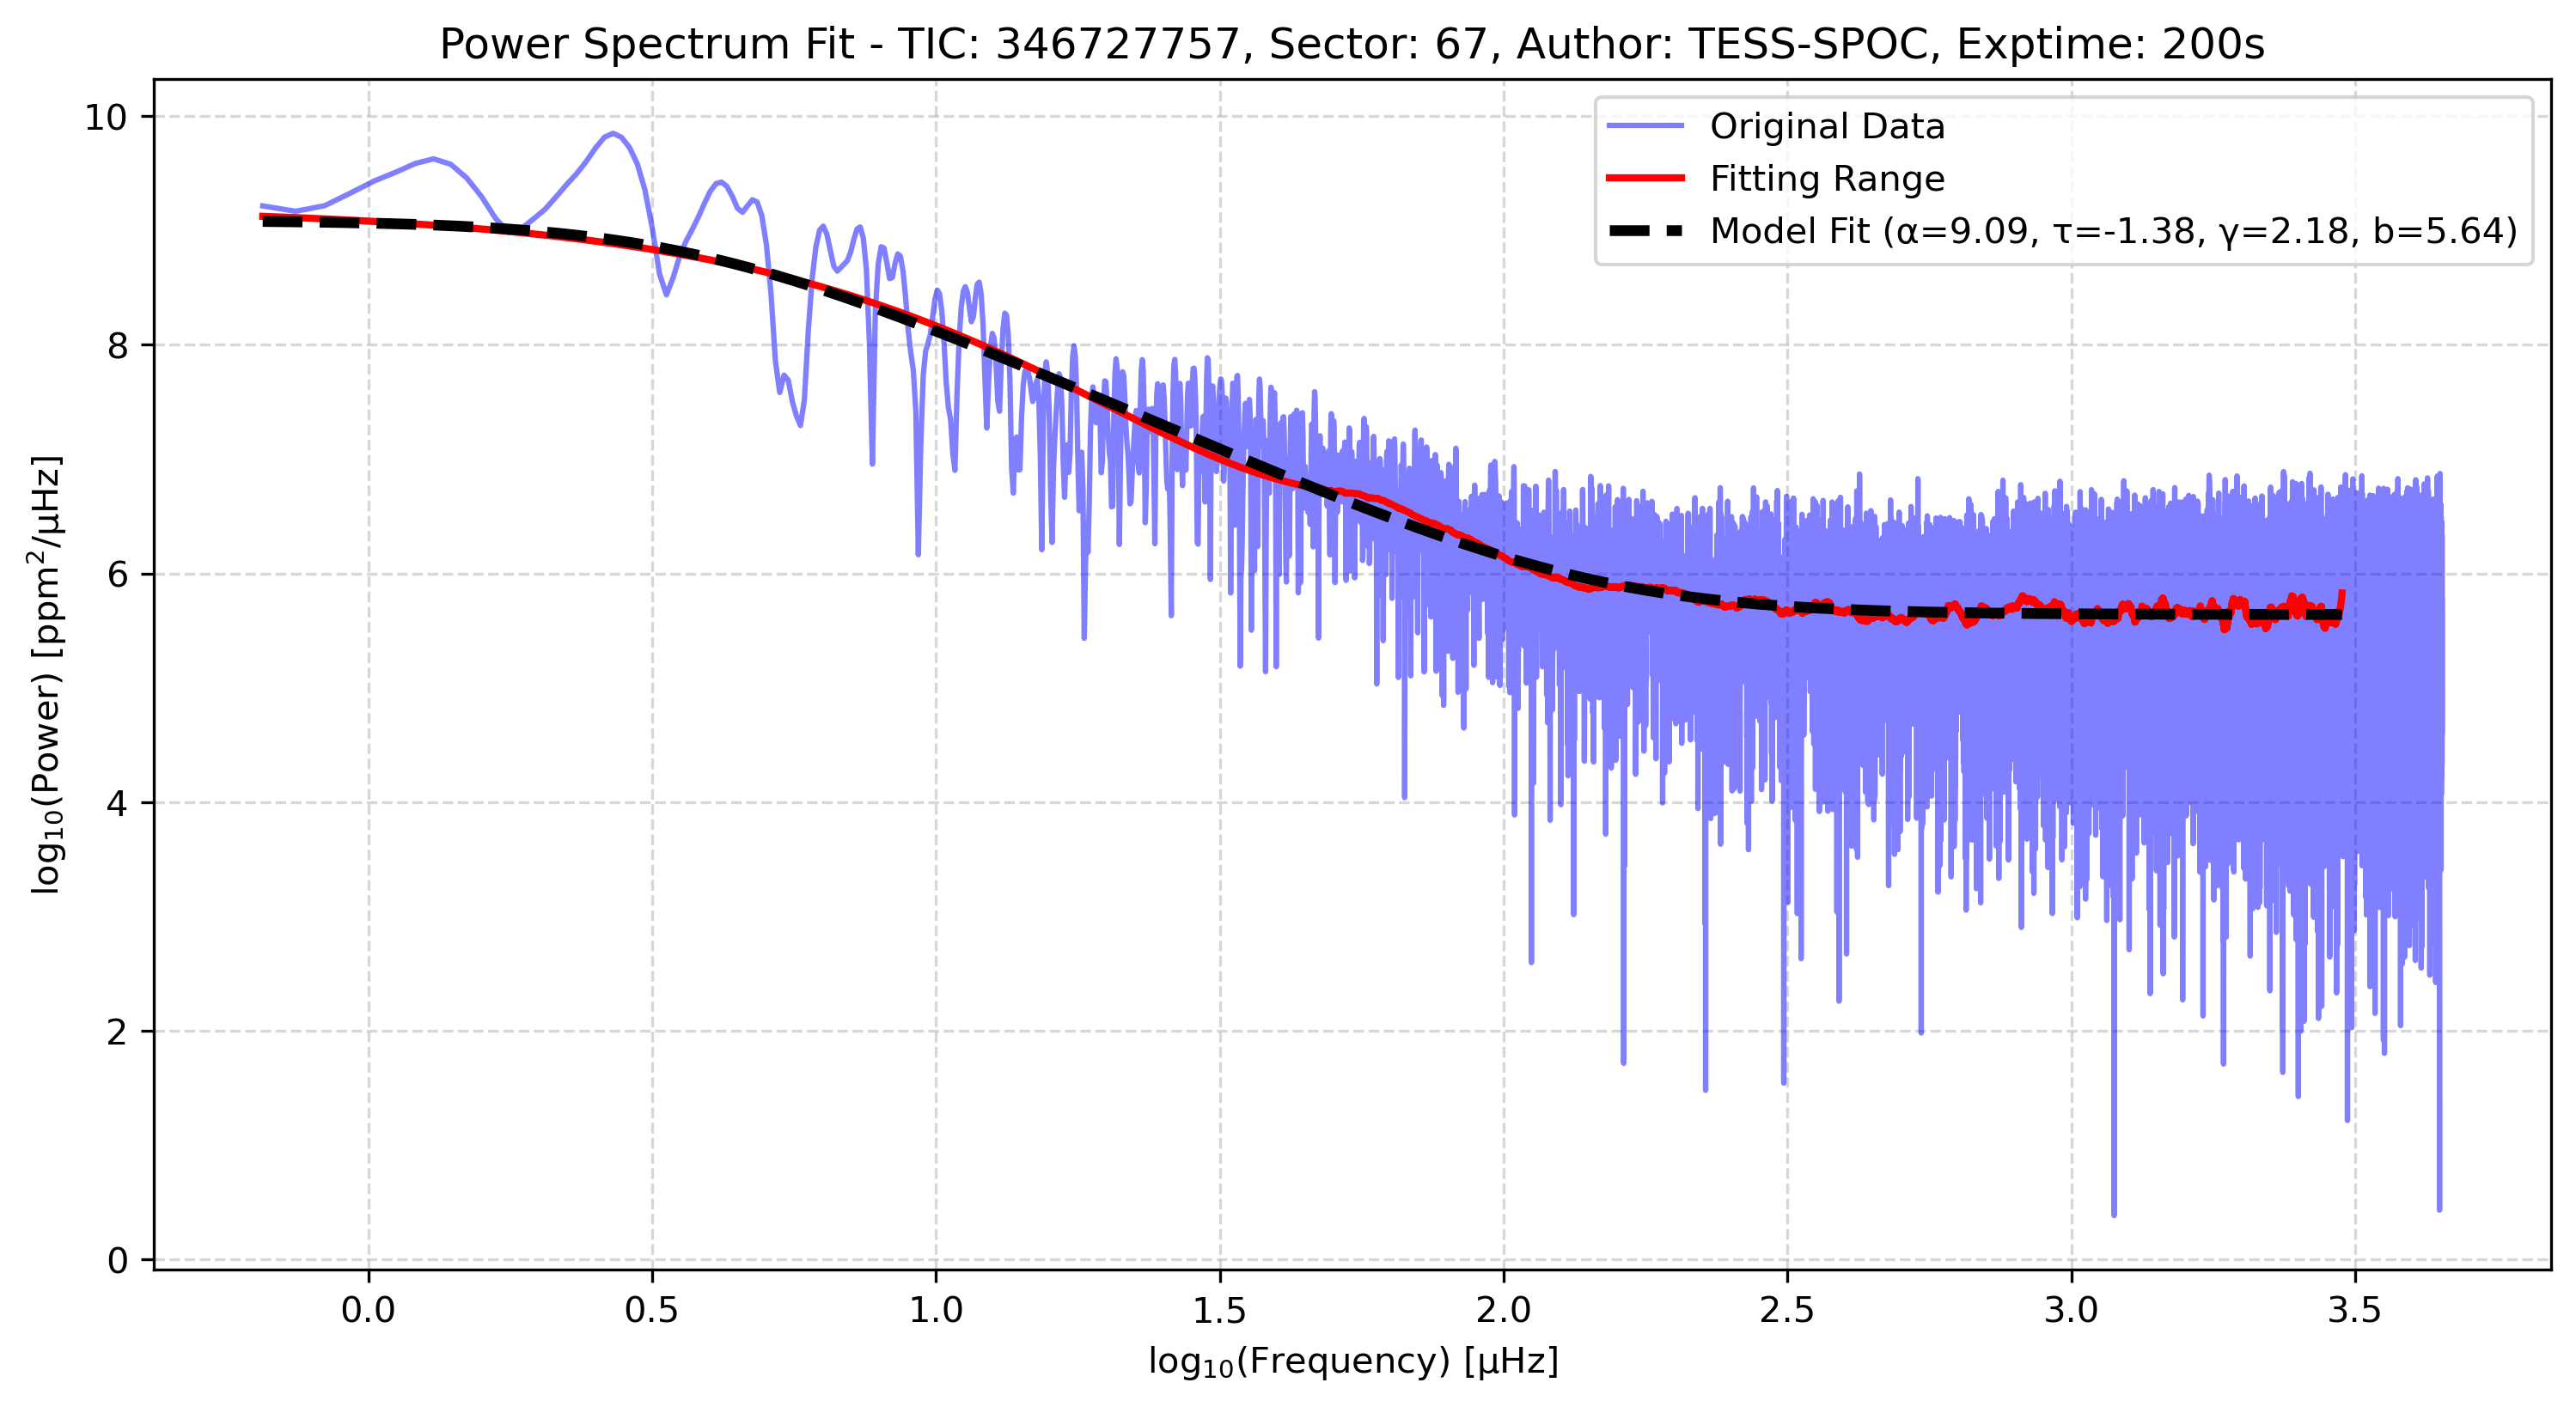 Power Spectrum Fit - TIC: 346727757, Sector: 67, Author: TESS-SPOC, Exptime: 200s
Original Data
Fitting Range
Model Fit (α=9.09, τ=-1.38, γ=2.18, b=5.64)
log₁₀(Power) [ppm²/μHz]
10
8
6
4
2
0
0.0 0.5 1.0 1.5 2.0 2.5 3.0 3.5
log₁₀(Frequency) [μHz]